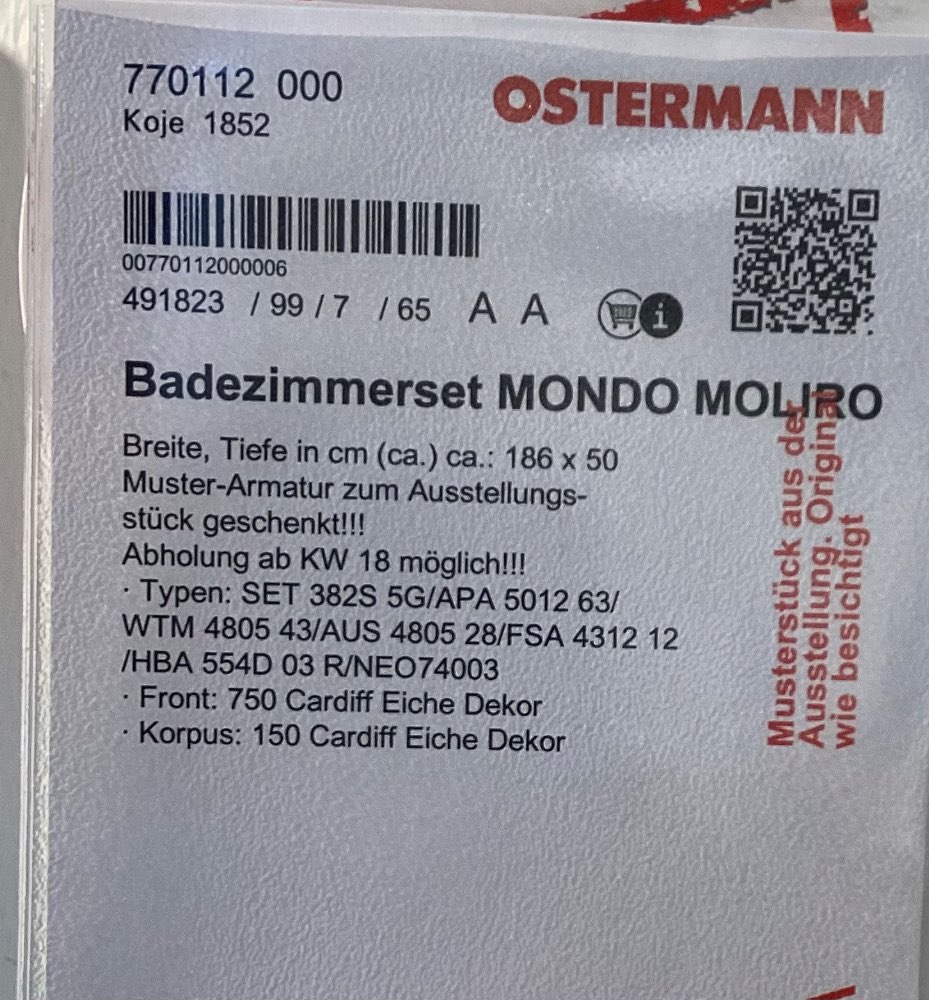 770112 000
Koje 1852
OSTERMANN
00770112000006
491823 / 99 / 7 / 65 A A
Badezimmerset MONDO MOLIRO
Breite, Tiefe in cm (ca.) ca.: 186 x 50
Muster-Armatur zum Ausstellungs-
stück geschenkt!!!
Abholung ab KW 18 möglich!!!
· Typen: SET 382S 5G/APA 5012 63/
WTM 4805 43/AUS 4805 28/FSA 4312 12
/HBA 554D 03 R/NEO74003
· Front: 750 Cardiff Eiche Dekor
· Korpus: 150 Cardiff Eiche Dekor
Musterstück aus der
Ausstellung. Original
wie besichtigt